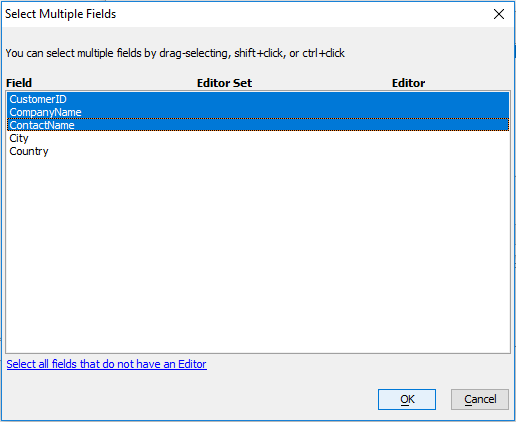 Select Multiple Fields
You can select multiple fields by drag-selecting, shift+click, or ctrl+click
Field Editor Set Editor
CustomerID
CompanyName
ContactName
City
Country
Select all fields that do not have an Editor
OK Cancel